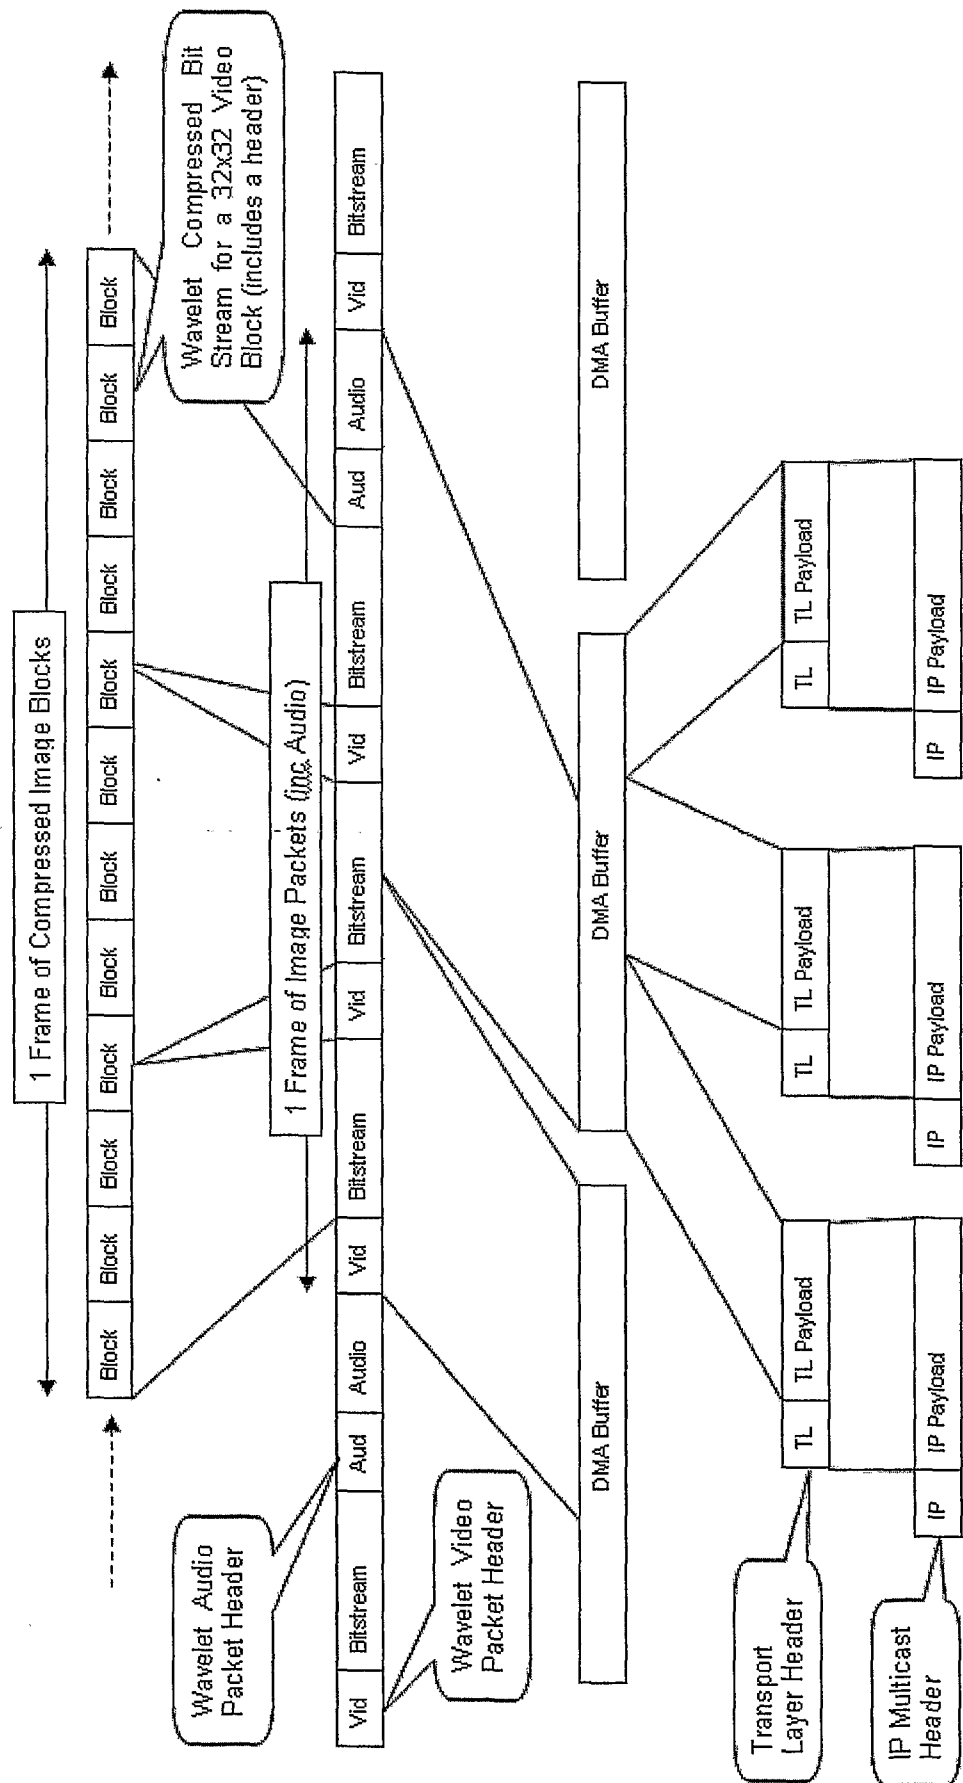 1 Frame of Compressed Image Blocks
Block
Block
Block
Block
Block
Block
Block
Block
Block
Block
Block
Block
Wavelet Audio
Packet Header
Wavelet Compressed Bit
Stream for a 32x32 Video
Block (includes a header)
1 Frame of Image Packets (inc Audio)
Vid
Bitstream
Aud
Audio
Vid
Bitstream
Vid
Bitstream
Vid
Bitstream
Aud
Audio
Vid
Bitstream
Wavelet Video
Packet Header
DMA Buffer
DMA Buffer
DMA Buffer
Transport
Layer Header
TL
TL Payload
TL
TL Payload
TL
TL Payload
IP Multicast
Header
IP
IP Payload
IP
IP Payload
IP
IP Payload